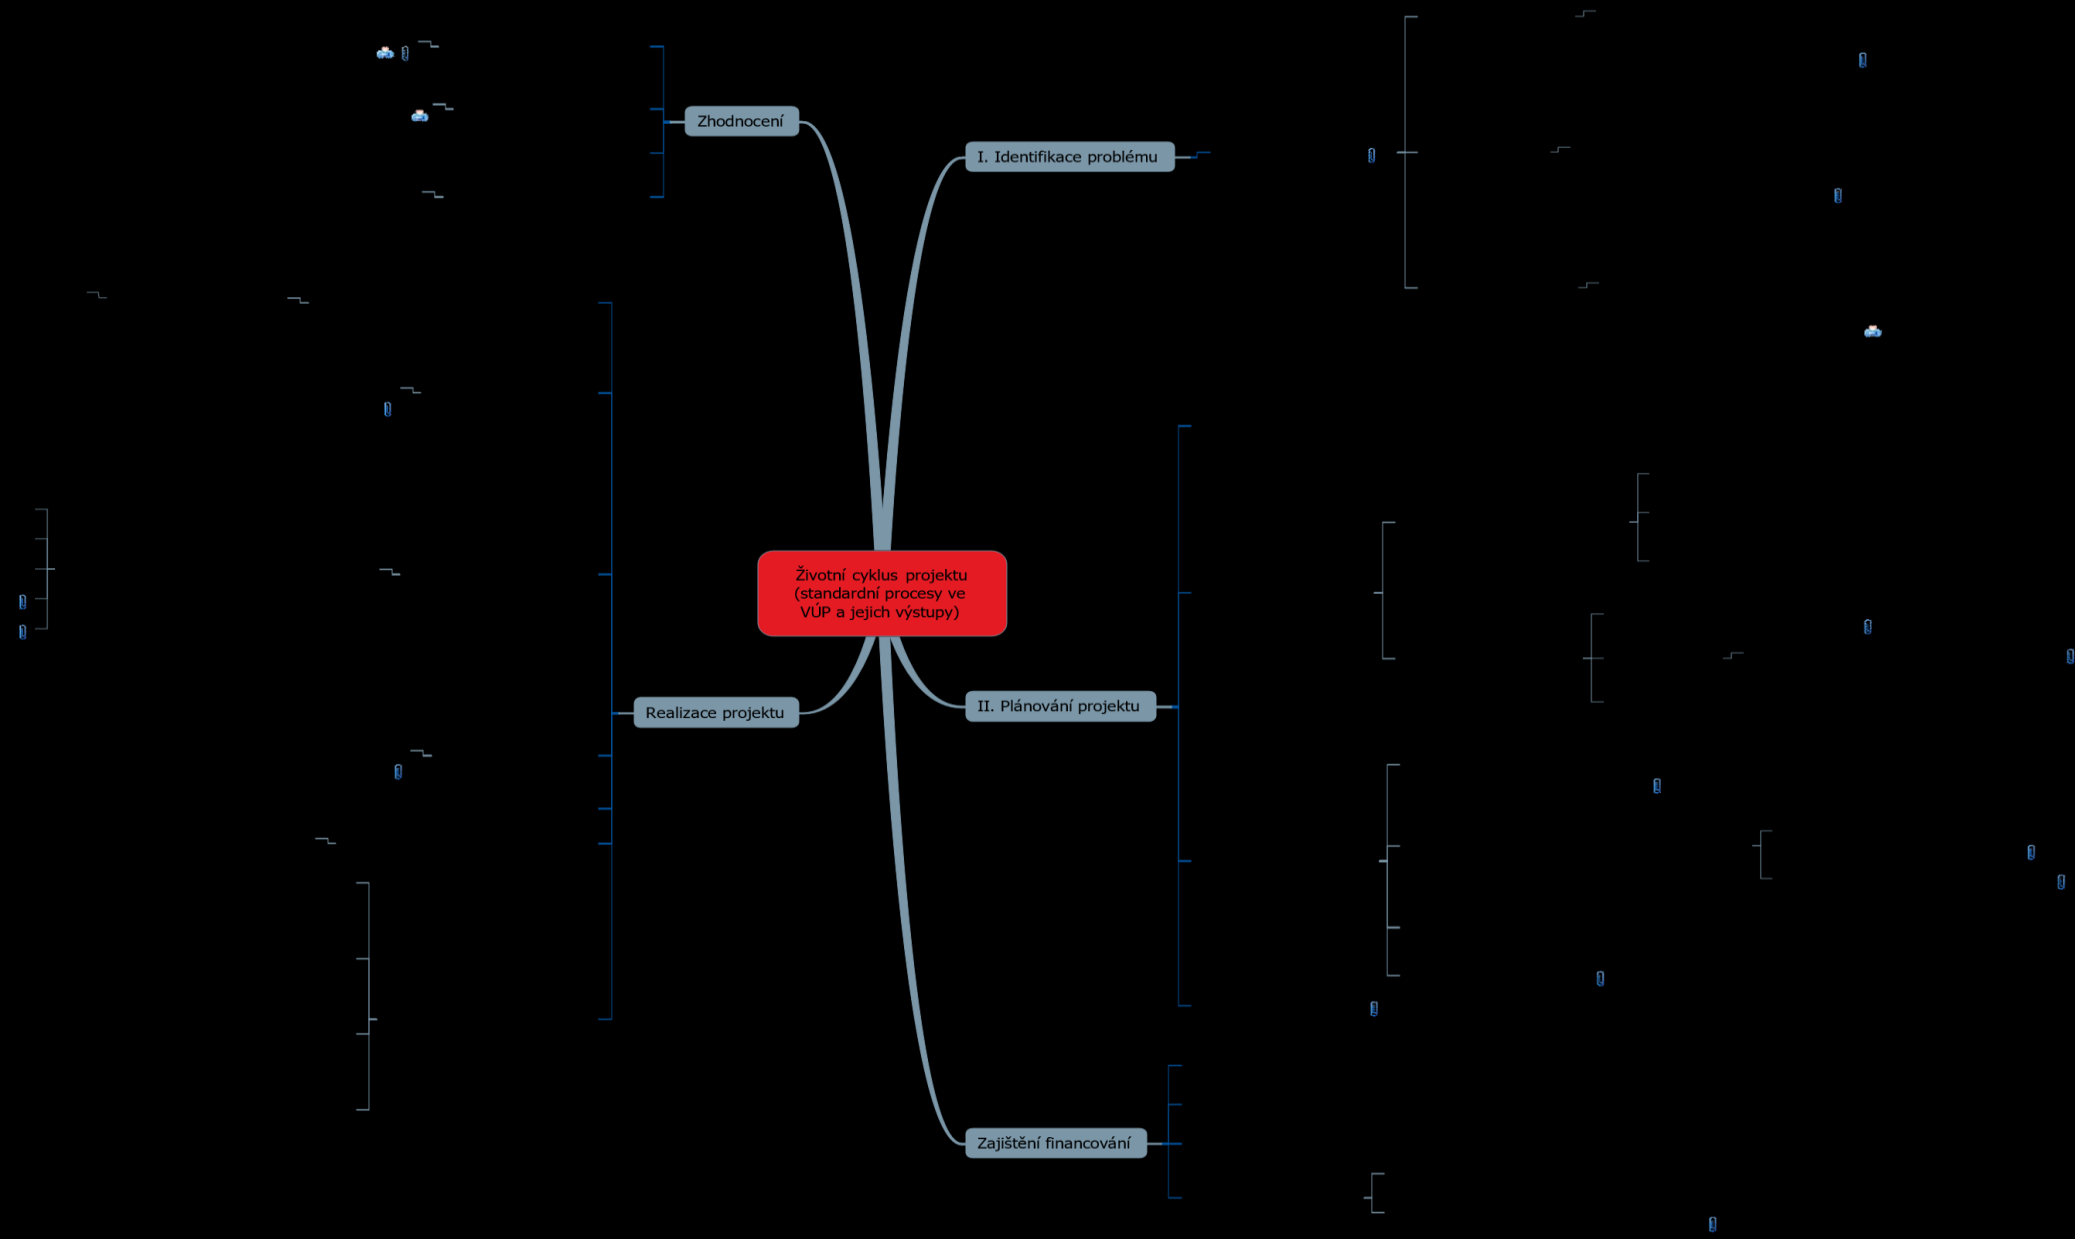 Zhodnocení
I. Identifikace problému
Životní cyklus projektu
(standardní procesy ve
VÚP a jejich výstupy)
Realizace projektu
II. Plánování projektu
Zajištění financování